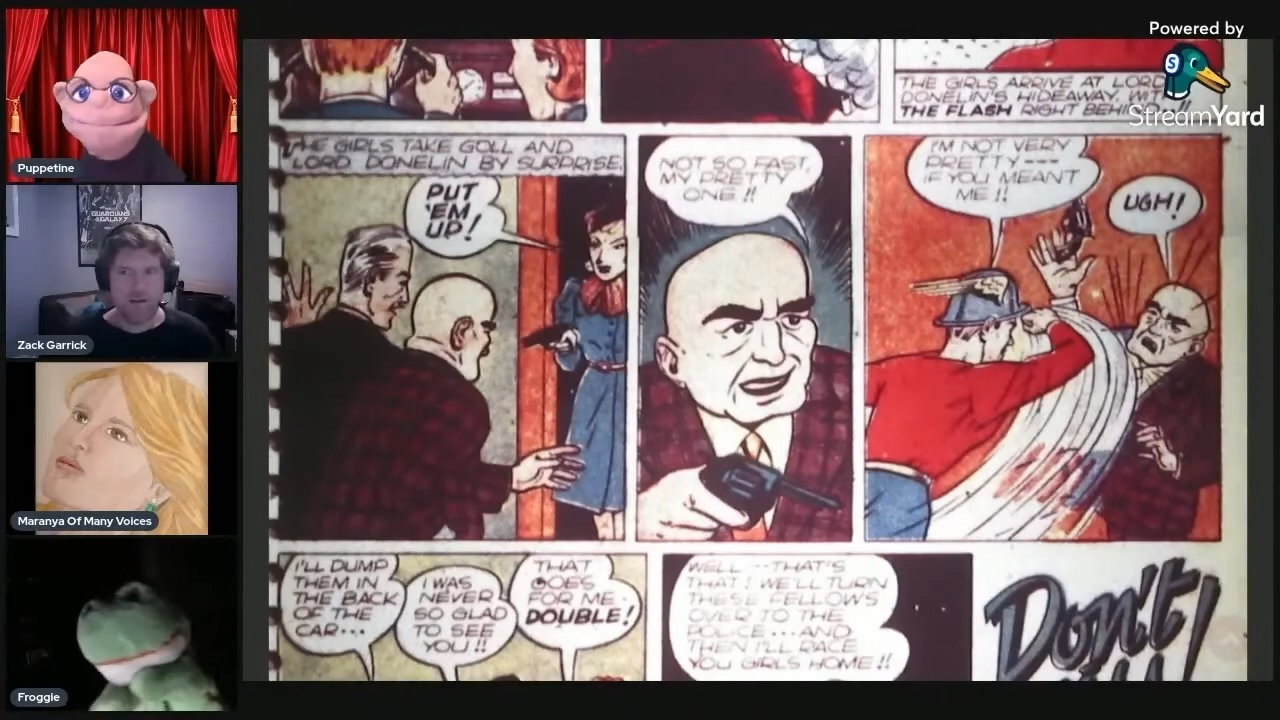 Powered by
StreamYard
S
Puppetine
GUARDIANS
GALAXY
Zack Garrick
Maranya Of Many Voices
Froggie
THE GIRLS ARRIVE AT LORD
DONELIN'S HIDEAWAY, WITH
THE FLASH RIGHT BEHIND
THE GIRLS TAKE GOLL AND
LORD DONELIN BY SURPRISE.
PUT
'EM
UP!
NOT SO FAST,
MY PRETTY
ONE !!
I'M NOT VERY
PRETTY ---
IF YOU MEANT
ME !!
UGH!
I'LL DUMP
THEM IN
THE BACK
OF THE
CAR...
I WAS
NEVER
SO GLAD
TO SEE
YOU !!
THAT
GOES
FOR ME
DOUBLE!
WELL -- THAT'S
THAT! WE'LL TURN
THESE FELLOWS
OVER TO THE
POLICE ... AND
THEN I'LL RACE
YOU GIRLS HOME !!
Don't